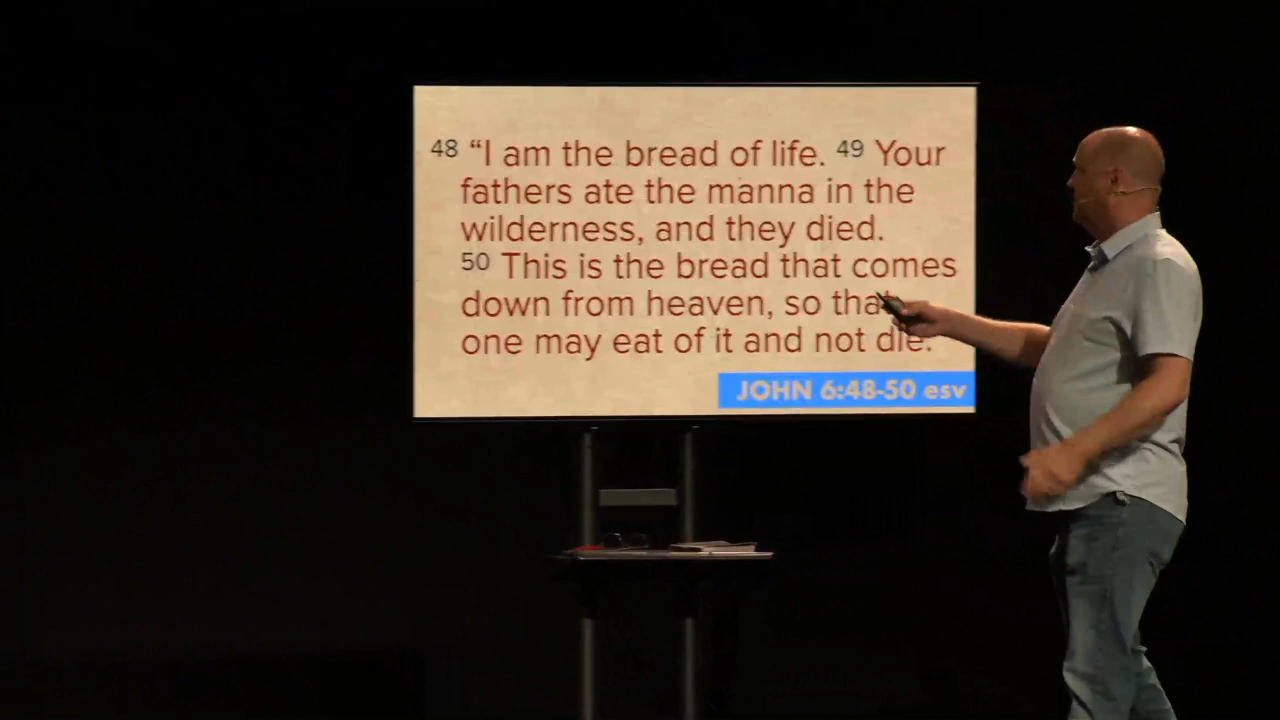 48 “I am the bread of life. 49 Your
fathers ate the manna in the
wilderness, and they died.
50 This is the bread that comes
down from heaven, so that
one may eat of it and not die.
JOHN 6:48-50 esv